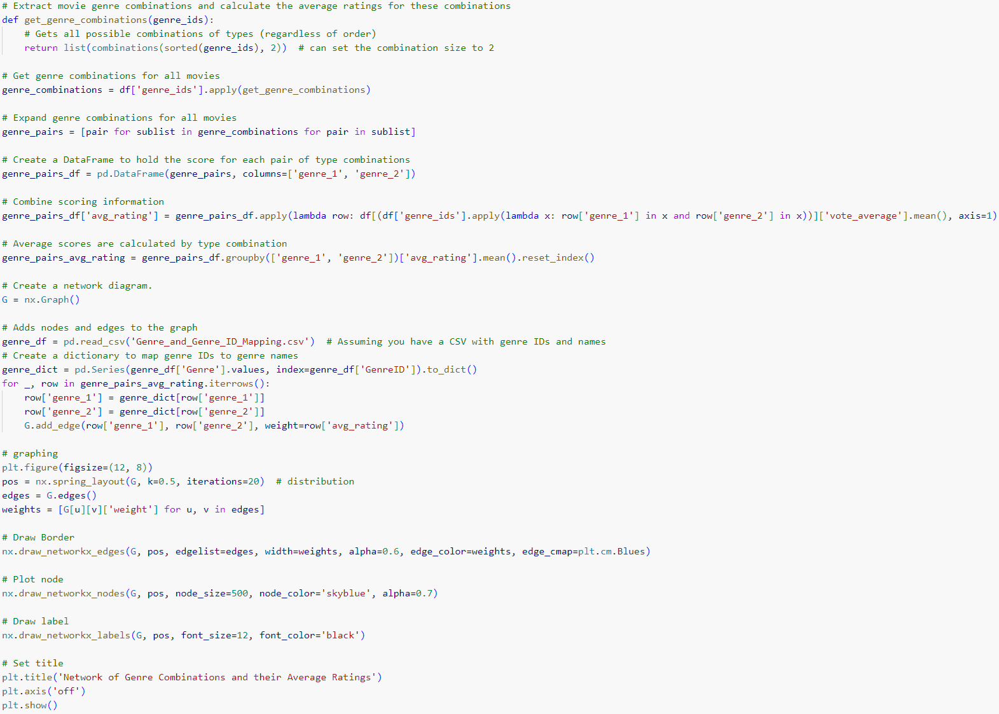 # Extract movie genre combinations and calculate the average ratings for these combinations
def get_genre_combinations(genre_ids):
    # Gets all possible combinations of types (regardless of order)
    return list(combinations(sorted(genre_ids), 2))  # can set the combination size to 2

# Get genre combinations for all movies
genre_combinations = df['genre_ids'].apply(get_genre_combinations)

# Expand genre combinations for all movies
genre_pairs = [pair for sublist in genre_combinations for pair in sublist]

# Create a DataFrame to hold the score for each pair of type combinations
genre_pairs_df = pd.DataFrame(genre_pairs, columns=['genre_1', 'genre_2'])

# Combine scoring information
genre_pairs_df['avg_rating'] = genre_pairs_df.apply(lambda row: df[(df['genre_ids'].apply(lambda x: row['genre_1'] in x and row['genre_2'] in x))]['vote_average'].mean(), axis=1)

# Average scores are calculated by type combination
genre_pairs_avg_rating = genre_pairs_df.groupby(['genre_1', 'genre_2'])['avg_rating'].mean().reset_index()

# Create a network diagram.
G = nx.Graph()

# Adds nodes and edges to the graph
genre_df = pd.read_csv('Genre_and_Genre_ID_Mapping.csv')  # Assuming you have a CSV with genre IDs and names
# Create a dictionary to map genre IDs to genre names
genre_dict = pd.Series(genre_df['Genre'].values, index=genre_df['GenreID']).to_dict()
for _, row in genre_pairs_avg_rating.iterrows():
    row['genre_1'] = genre_dict[row['genre_1']]
    row['genre_2'] = genre_dict[row['genre_2']]
    G.add_edge(row['genre_1'], row['genre_2'], weight=row['avg_rating'])

# graphing
plt.figure(figsize=(12, 8))
pos = nx.spring_layout(G, k=0.5, iterations=20)  # distribution
edges = G.edges()
weights = [G[u][v]['weight'] for u, v in edges]

# Draw Border
nx.draw_networkx_edges(G, pos, edgelist=edges, width=weights, alpha=0.6, edge_color=weights, edge_cmap=plt.cm.Blues)

# Plot node
nx.draw_networkx_nodes(G, pos, node_size=500, node_color='skyblue', alpha=0.7)

# Draw label
nx.draw_networkx_labels(G, pos, font_size=12, font_color='black')

# Set title
plt.title('Network of Genre Combinations and their Average Ratings')
plt.axis('off')
plt.show()